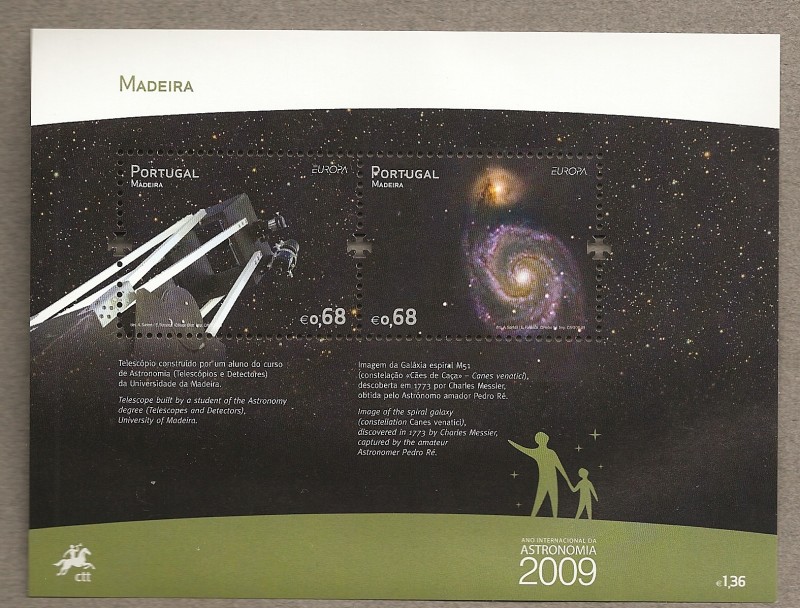 MADEIRA
PORTUGAL
MADEIRA
EUROPA
€0,68
PORTUGAL
MADEIRA
EUROPA
€0,68
Telescópio construído por um aluno do curso
de Astronomia (Telescópios e Detectores)
da Universidade da Madeira.
Telescope built by a student of the Astronomy
degree (Telescopes and Detectors),
University of Madeira.
Imagem da Galáxia espiral M51
(constelação «Cães de Caça» – Canes venatici),
descoberta em 1773 por Charles Messier,
obtida pelo Astrónomo amador Pedro Ré.
Image of the spiral galaxy
(constellation Canes venatici),
discovered in 1773 by Charles Messier,
captured by the amateur
Astronomer Pedro Ré.
ANO INTERNACIONAL DA
ASTRONOMIA
2009
ctt
€1,36